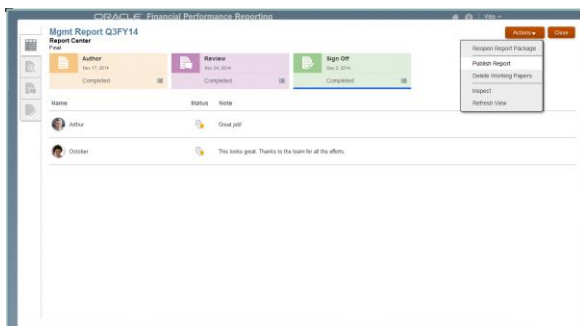 ORACLE Financial Performance Reporting
Mgmt Report Q3FY14
Report Center
Final
Actions
Close
Author
Nov 17, 2014
Completed
Review
Nov 24, 2014
Completed
Sign Off
Dec 2, 2014
Completed
Reopen Report Package
Publish Report
Delete Working Papers
Inspect
Refresh View
Name Status Note
Arthur Great job!
October This looks great. Thanks to the team for all the efforts.